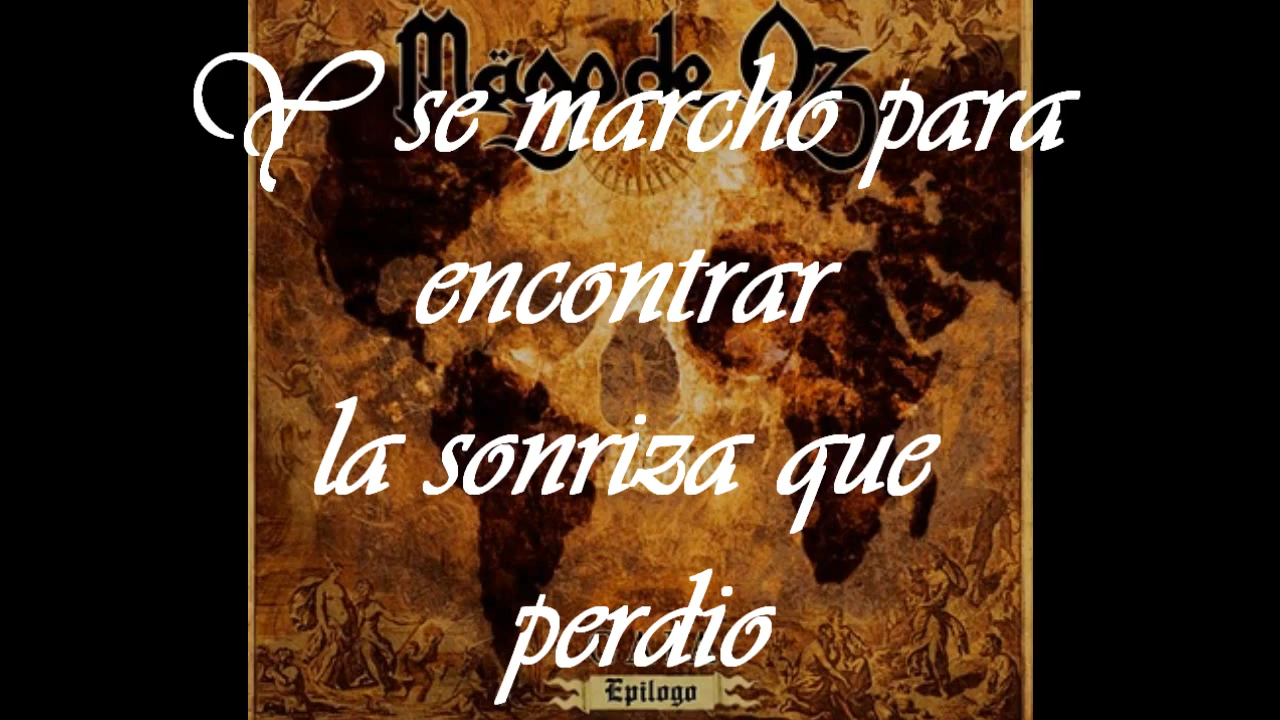 Mägo de Oz
Y se marcho para
encontrar
la sonriza que
perdio
Epilogo